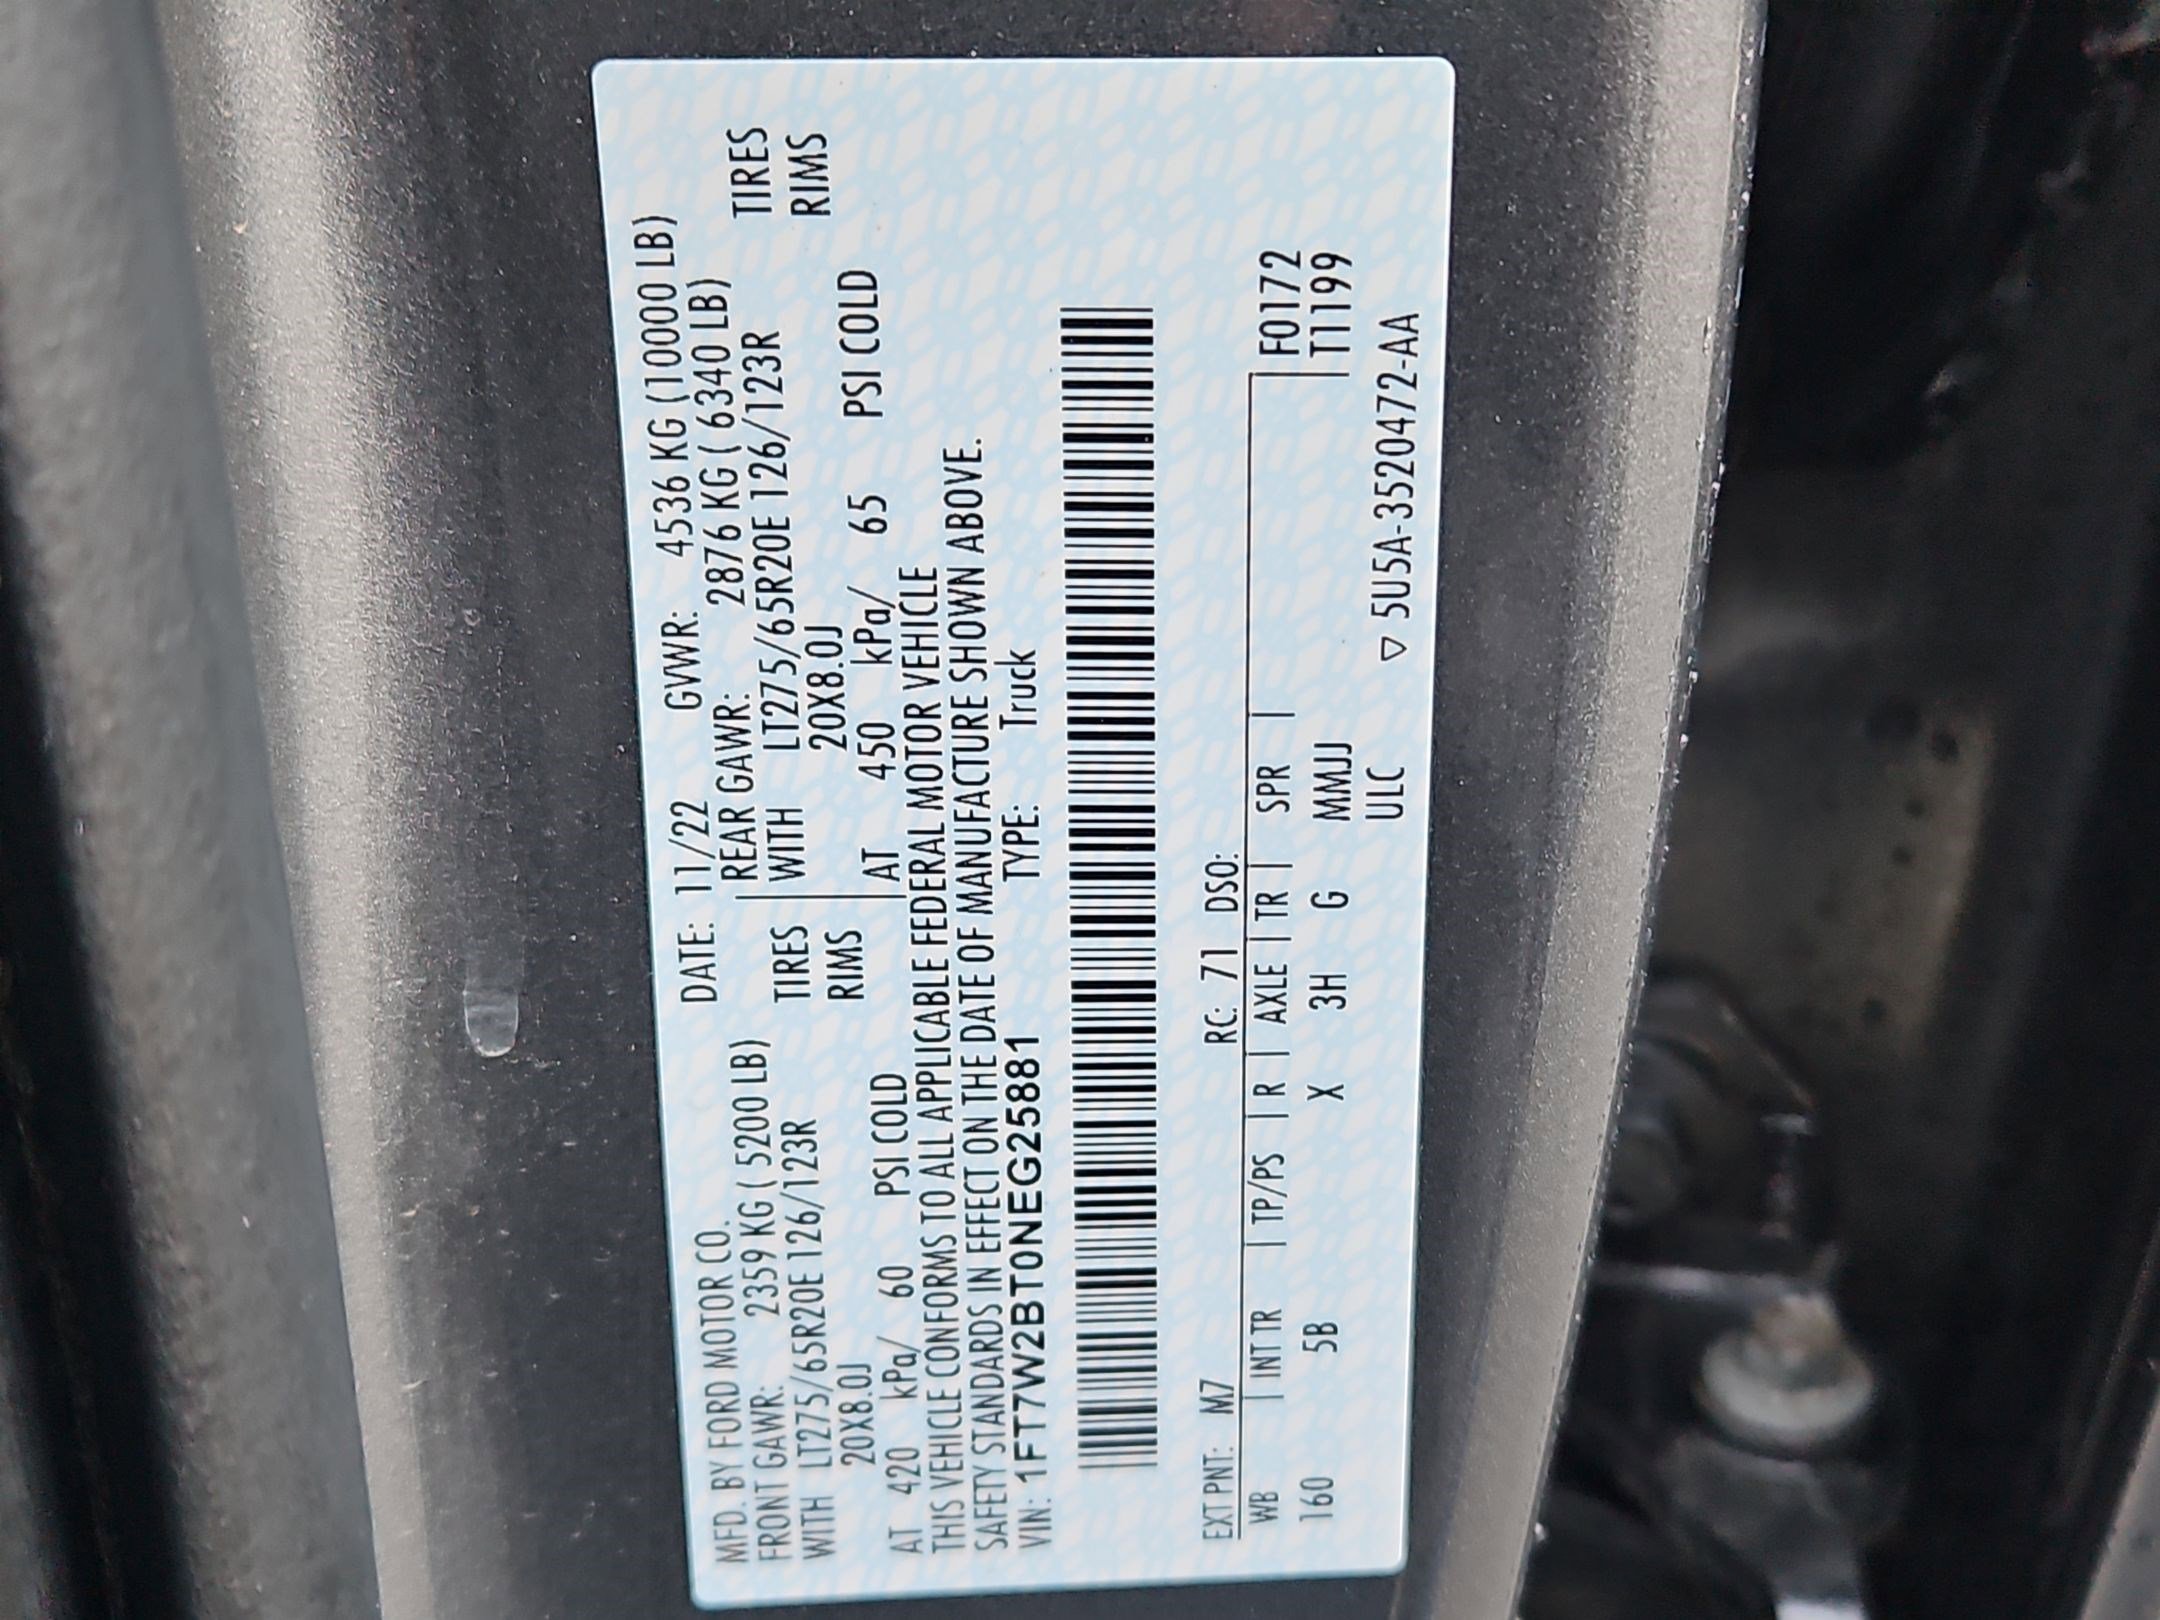 MFD. BY FORD MOTOR CO. DATE: 11/22 GVWR: 4536 KG (10000 LB)
FRONT GAWR: 2359 KG ( 5200 LB) REAR GAWR: 2876 KG ( 6340 LB)
WITH LT275/65R20E 126/123R TIRES WITH LT275/65R20E 126/123R TIRES
20X8.0J RIMS 20X8.0J RIMS
AT 420 kPa/ 60 PSI COLD AT 450 kPa/ 65 PSI COLD
THIS VEHICLE CONFORMS TO ALL APPLICABLE FEDERAL MOTOR VEHICLE
SAFETY STANDARDS IN EFFECT ON THE DATE OF MANUFACTURE SHOWN ABOVE.
VIN: 1FT7W2BT0NEG25881 TYPE: Truck
EXT PNT: M7 RC: 71 DSO:
WB | INT TR | TP/PS | R | AXLE | TR | SPR | F0172
160 5B X 3H G MMJJ T1199
ULC ▽ 5U5A-3520472-AA